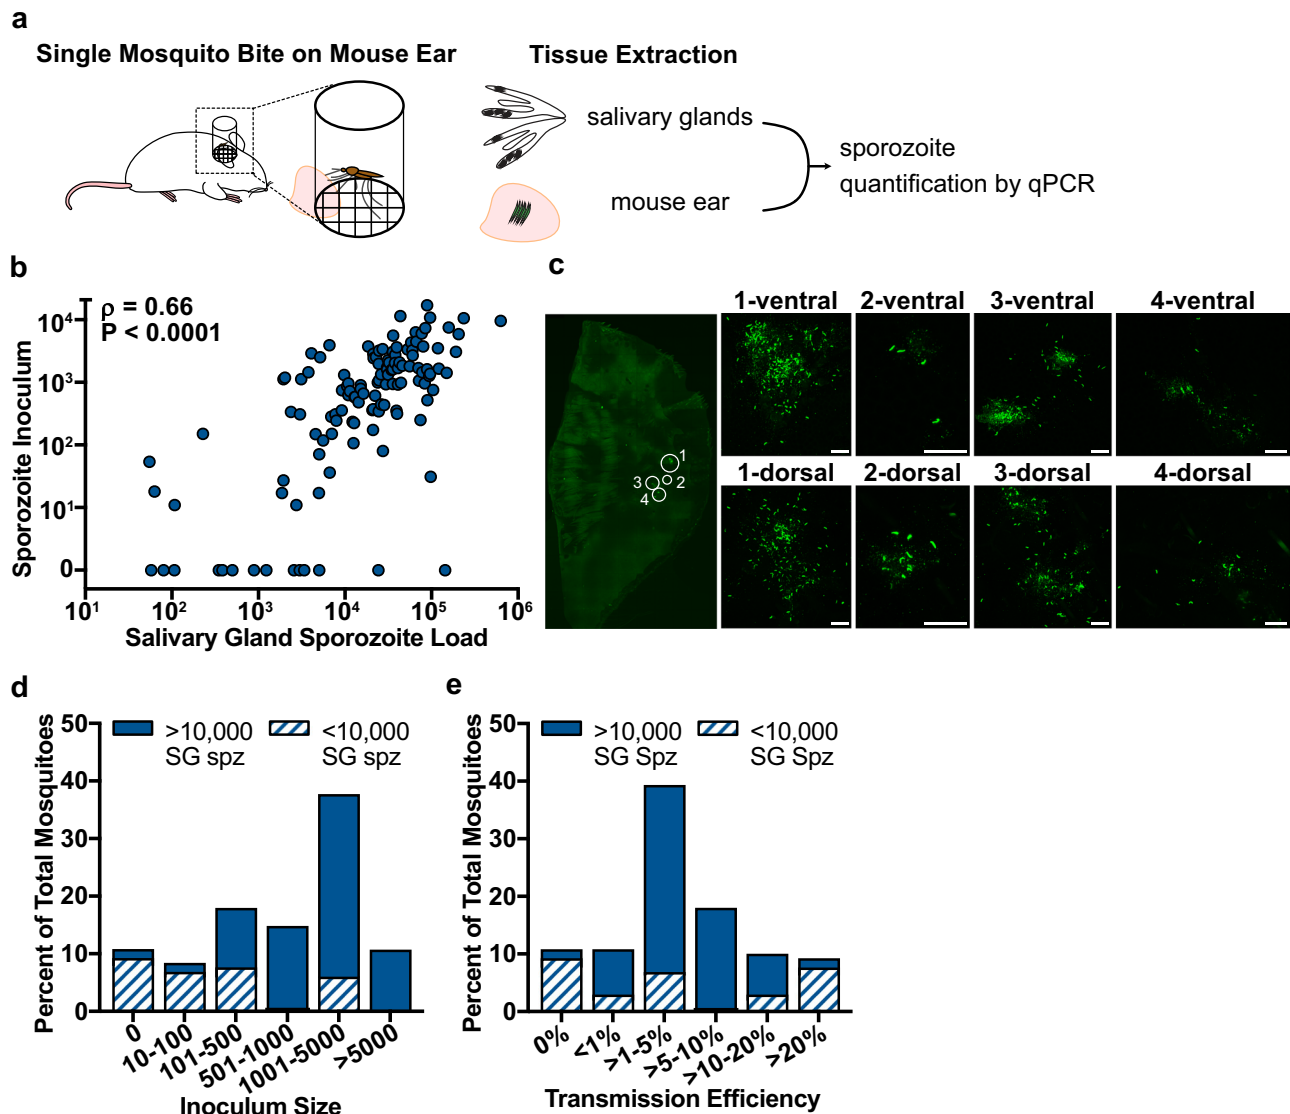 a
Single Mosquito Bite on Mouse Ear
Tissue Extraction
salivary glands
mouse ear
sporozoite
quantification by qPCR
b
ρ = 0.66
P < 0.0001
Sporozoite Inoculum
10⁴
10³
10²
10¹
0
10¹ 10² 10³ 10⁴ 10⁵ 10⁶
Salivary Gland Sporozoite Load
c
1
2
3
4
1-ventral 2-ventral 3-ventral 4-ventral
1-dorsal 2-dorsal 3-dorsal 4-dorsal
d
Percent of Total Mosquitoes
50
40
30
20
10
0
>10,000
SG spz
<10,000
SG spz
0 10-100 101-500 501-1000 1001-5000 >5000
Inoculum Size
e
Percent of Total Mosquitoes
50
40
30
20
10
0
>10,000
SG Spz
<10,000
SG Spz
0% <1% >1-5% >5-10% >10-20% >20%
Transmission Efficiency